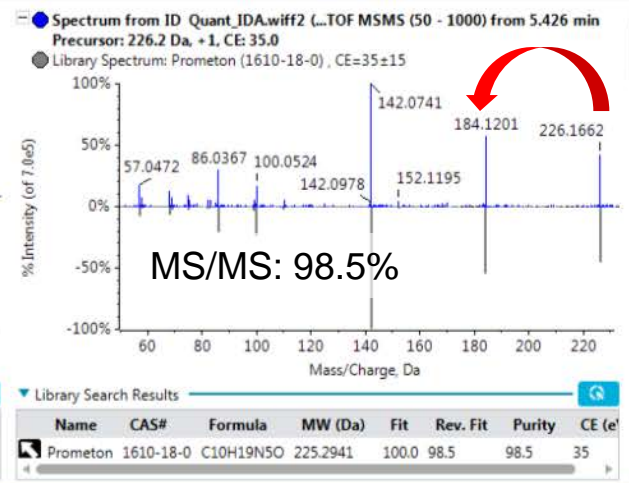 Spectrum from ID Quant_IDA.wiff2 (...TOF MSMS (50 - 1000) from 5.426 min
Precursor: 226.2 Da, +1, CE: 35.0
Library Spectrum: Prometon (1610-18-0) , CE=35±15
100%
142.0741
184.1201
226.1662
50%
57.0472
86.0367
100.0524
142.0978
152.1195
0%
% Intensity (of 7.0e5)
MS/MS: 98.5%
-50%
-100%
60 80 100 120 140 160 180 200 220
Mass/Charge, Da
Library Search Results
Name CAS# Formula MW (Da) Fit Rev. Fit Purity CE (e
Prometon 1610-18-0 C10H19N5O 225.2941 100.0 98.5 98.5 35